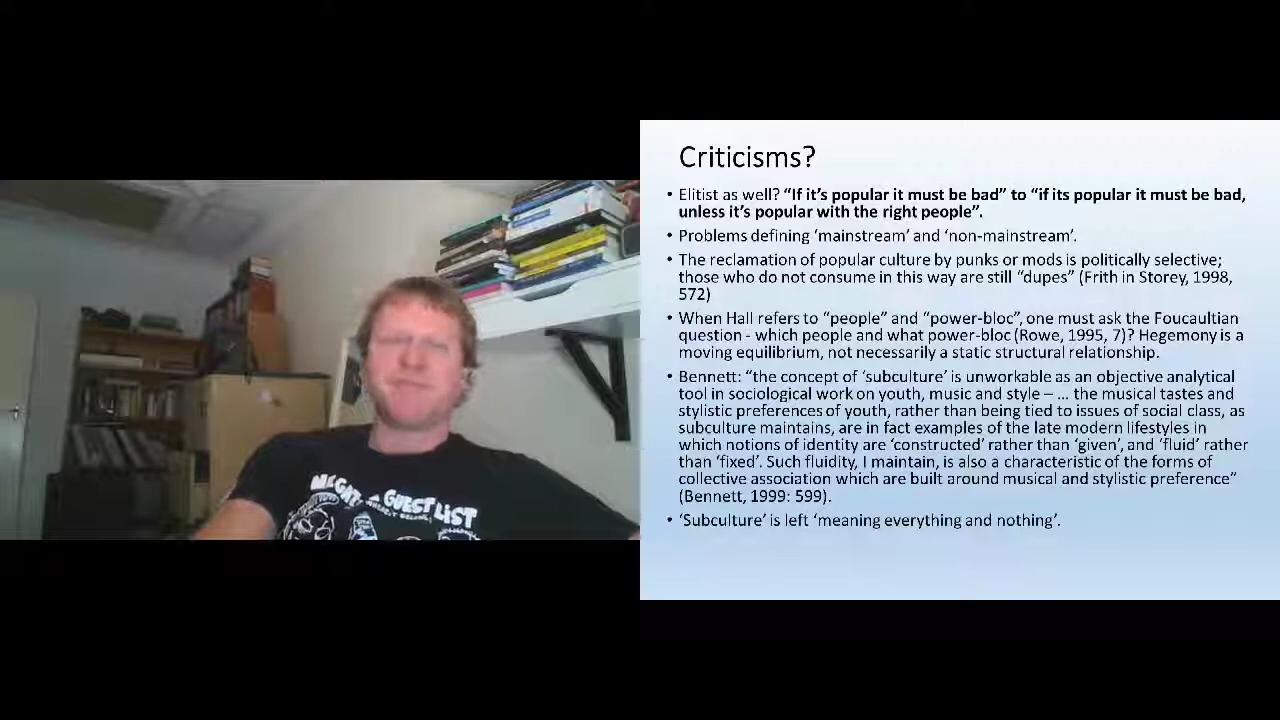 Criticisms?
• Elitist as well? “If it’s popular it must be bad” to “if its popular it must be bad,
unless it’s popular with the right people”.
• Problems defining ‘mainstream’ and ‘non-mainstream’.
• The reclamation of popular culture by punks or mods is politically selective;
those who do not consume in this way are still “dupes” (Frith in Storey, 1998,
572)
• When Hall refers to “people” and “power-bloc”, one must ask the Foucaultian
question - which people and what power-bloc (Rowe, 1995, 7)? Hegemony is a
moving equilibrium, not necessarily a static structural relationship.
• Bennett: “the concept of ‘subculture’ is unworkable as an objective analytical
tool in sociological work on youth, music and style – ... the musical tastes and
stylistic preferences of youth, rather than being tied to issues of social class, as
subculture maintains, are in fact examples of the late modern lifestyles in
which notions of identity are ‘constructed’ rather than ‘given’, and ‘fluid’ rather
than ‘fixed’. Such fluidity, I maintain, is also a characteristic of the forms of
collective association which are built around musical and stylistic preference”
(Bennett, 1999: 599).
• ‘Subculture’ is left ‘meaning everything and nothing’.
GUEST LIST